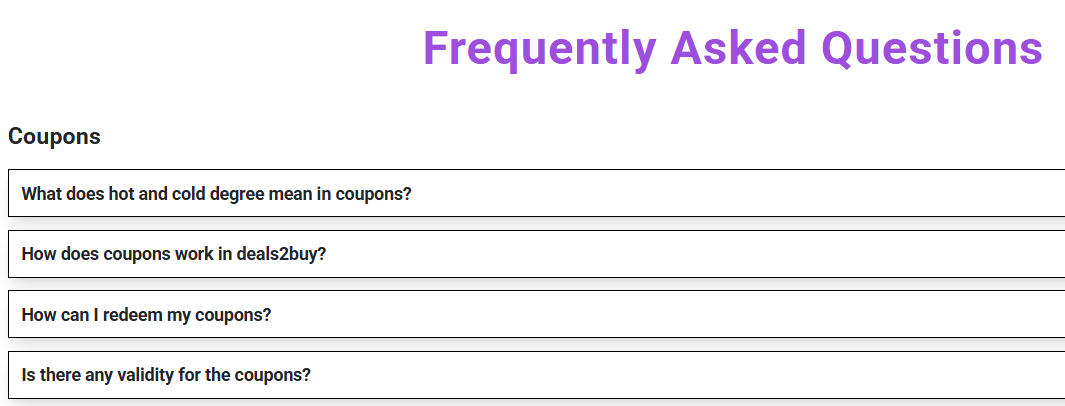 Frequently Asked Questions
Coupons
What does hot and cold degree mean in coupons?
How does coupons work in deals2buy?
How can I redeem my coupons?
Is there any validity for the coupons?